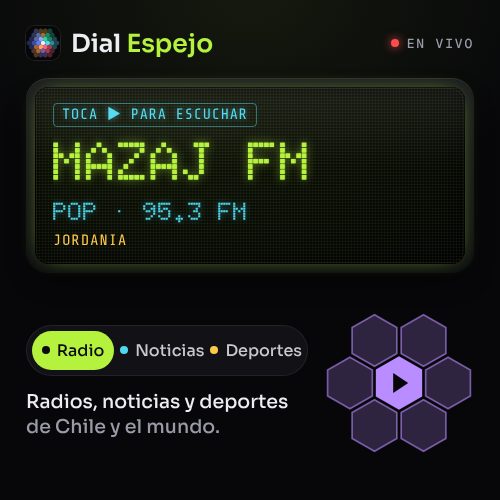 Dial Espejo
EN VIVO
TOCA ▶ PARA ESCUCHAR
MAZAJ FM
POP · 95.3 FM
JORDANIA
Radio
Noticias
Deportes
Radios, noticias y deportes
de Chile y el mundo.